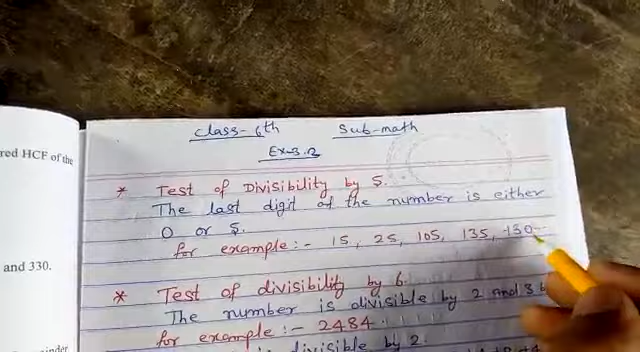 Class-6th Sub-math
Ex-3.2
red HCF of the
* Test of Divisibility by 5.
The last digit of the number is either
0 or 5.
for example:- 15, 25, 105, 135, 130
and 330.
* Test of divisibility by 6.
The number is divisible by 2 and 3 b
for example:- 2484.
is divisible by 2.